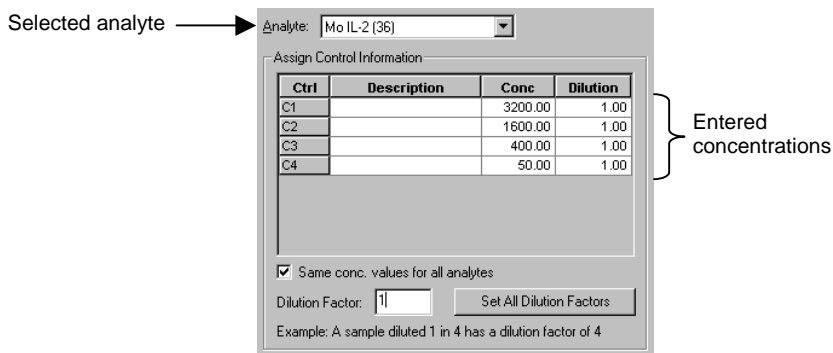 Selected analyte
Analyte: Mo IL-2 (36)
Assign Control Information
Ctrl Description Conc Dilution
C1 3200.00 1.00
C2 1600.00 1.00
C3 400.00 1.00
C4 50.00 1.00
Entered
concentrations
Same conc. values for all analytes
Dilution Factor: 1 Set All Dilution Factors
Example: A sample diluted 1 in 4 has a dilution factor of 4